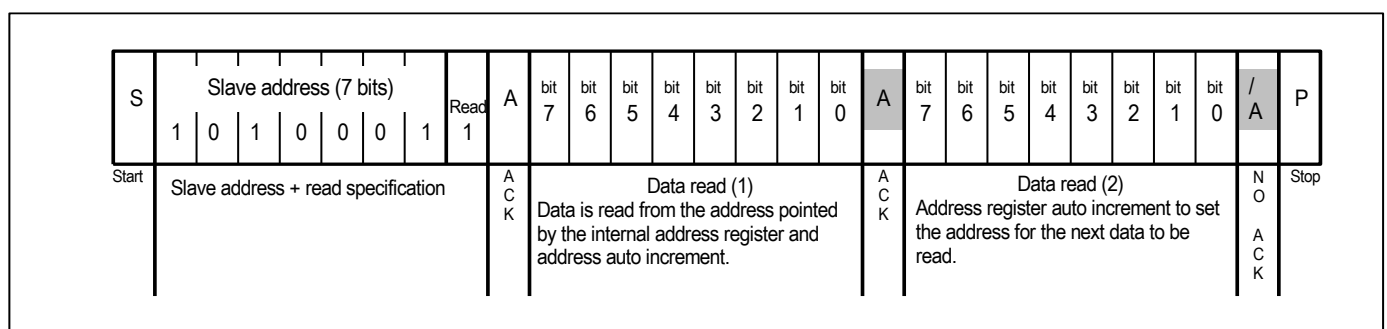 S Slave address (7 bits) Read A bit bit bit bit bit bit bit bit A bit bit bit bit bit bit bit bit / A P
1 0 1 0 0 0 1 1 7 6 5 4 3 2 1 0 7 6 5 4 3 2 1 0
Start
Slave address + read specification
A
C
K
Data read (1)
Data is read from the address pointed
by the internal address register and
address auto increment.
A
C
K
Data read (2)
Address register auto increment to set
the address for the next data to be
read.
N
O
A
C
K
Stop